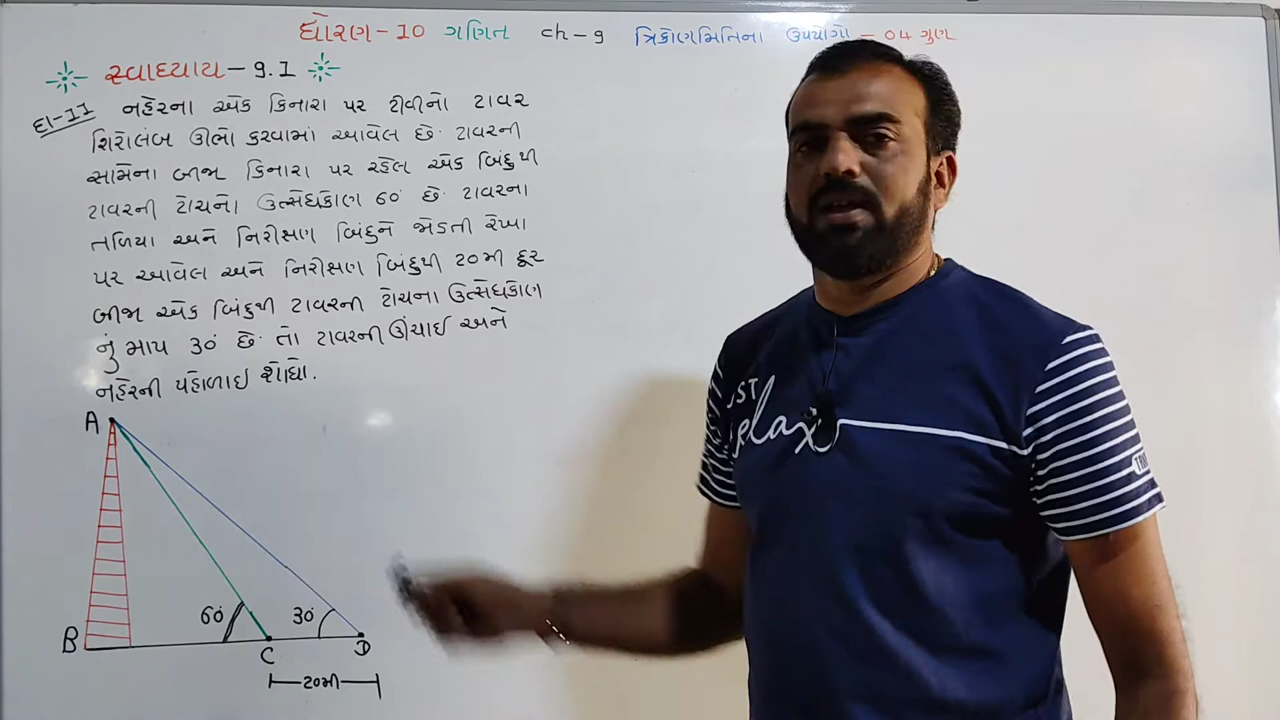 ધોરણ-10 ગણિત ch-9 ત્રિકોણમિતિના ઉપયોગો - 04 ગુણ
સ્વાધ્યાય-9.1
દા-11 નહેરના એક કિનારા પર ટીવીનો ટાવર
શિરોલંબ ઊભો કરવામાં આવેલ છે. ટાવરની
સામેના બીજા કિનારા પર રહેલ એક બિંદુથી
ટાવરની ટોચનો ઉત્સેધકોણ 60° છે. ટાવરના
તળિયા અને નિરીક્ષણ બિંદુને જોડતી રેખા
પર આવેલ અને નિરીક્ષણ બિંદુથી 20મી દૂર
બીજા એક બિંદુથી ટાવરની ટોચના ઉત્સેધકોણ
નું માપ 30° છે. તો ટાવરની ઊંચાઈ અને
નહેરની પહોળાઇ શોધો.
A
60° 30°
B C D
20મી
relax